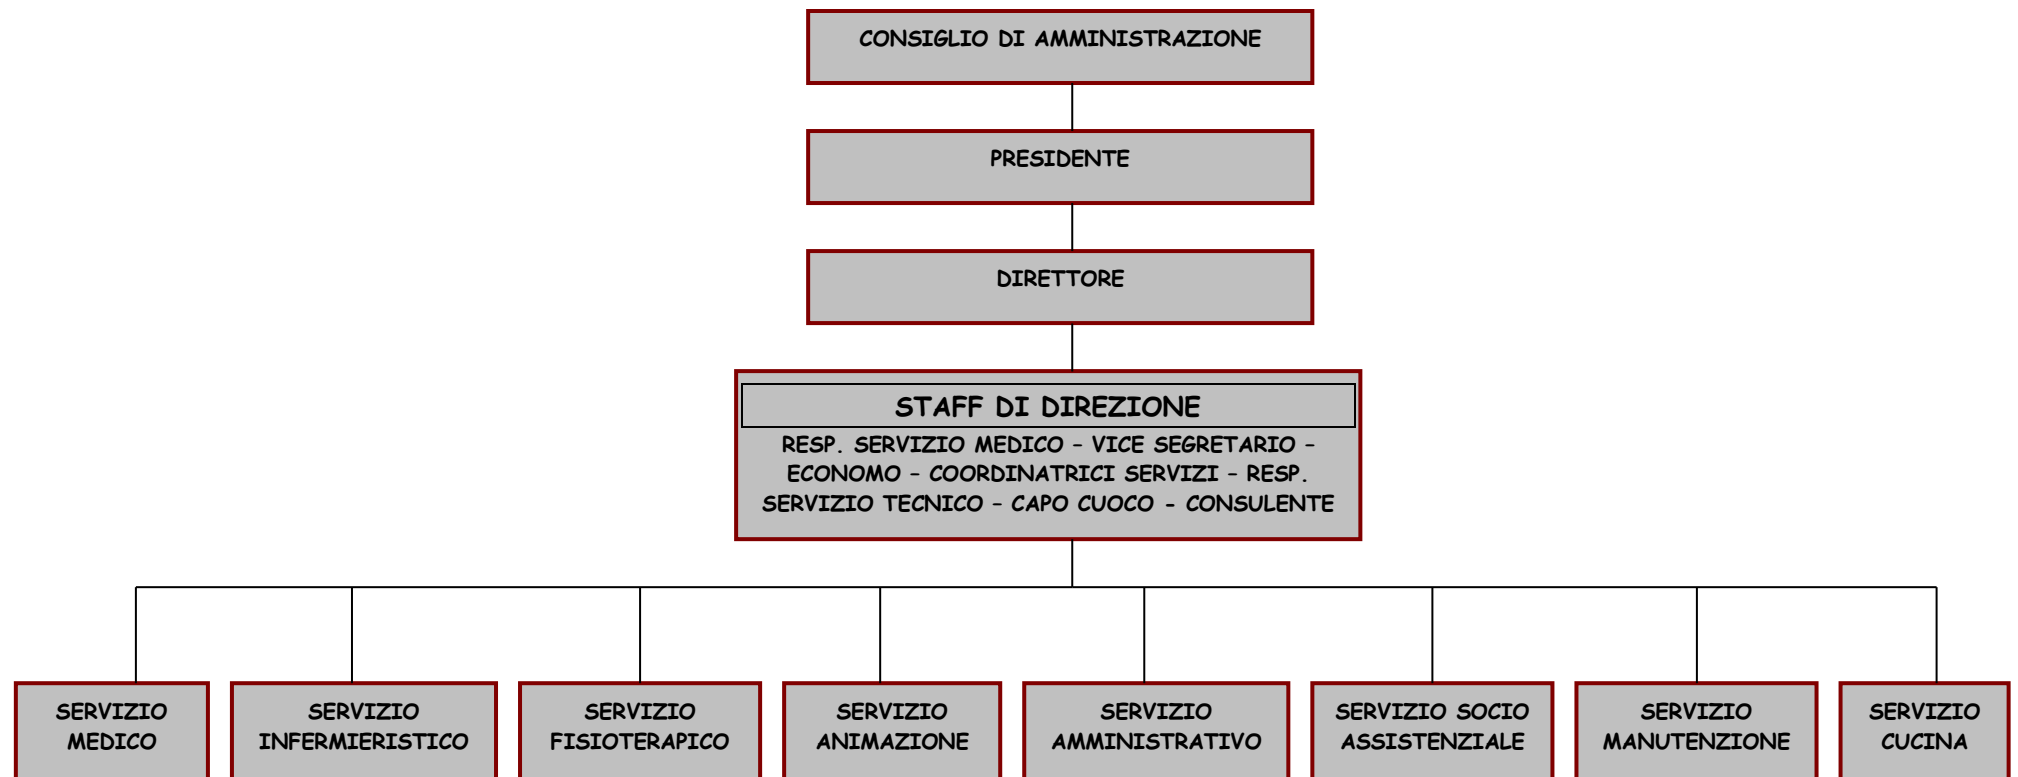 CONSIGLIO DI AMMINISTRAZIONE
PRESIDENTE
DIRETTORE
STAFF DI DIREZIONE
RESP. SERVIZIO MEDICO – VICE SEGRETARIO –
ECONOMO – COORDINATRICI SERVIZI – RESP.
SERVIZIO TECNICO – CAPO CUOCO - CONSULENTE
SERVIZIO
MEDICO
SERVIZIO
INFERMIERISTICO
SERVIZIO
FISIOTERAPICO
SERVIZIO
ANIMAZIONE
SERVIZIO
AMMINISTRATIVO
SERVIZIO SOCIO
ASSISTENZIALE
SERVIZIO
MANUTENZIONE
SERVIZIO
CUCINA